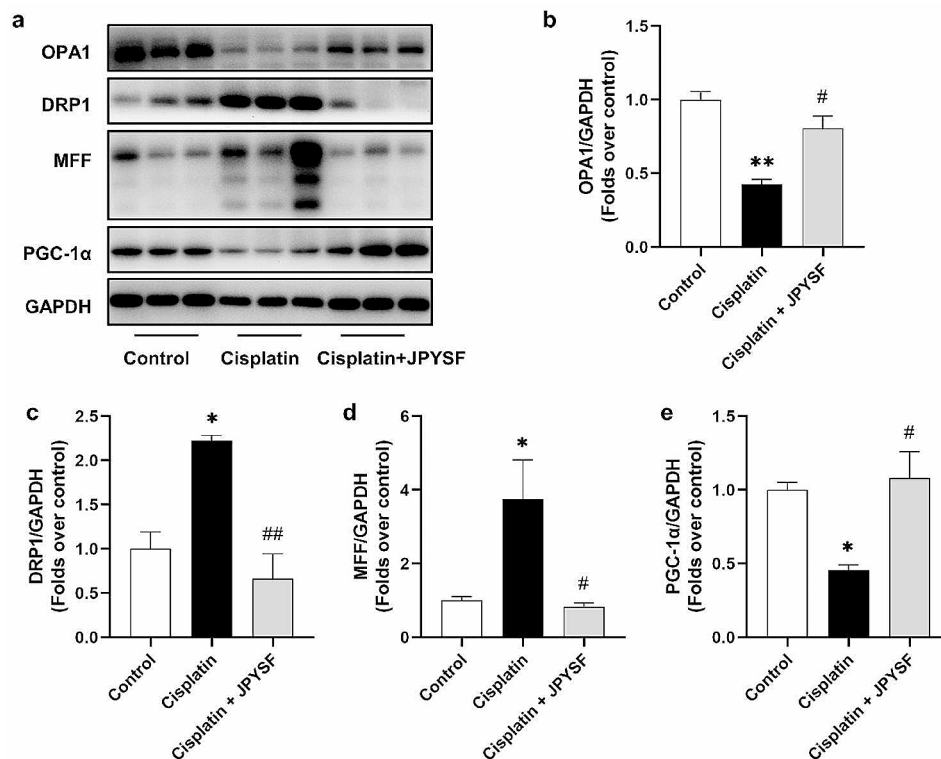 a
OPA1
DRP1
MFF
PGC-1α
GAPDH
Control Cisplatin Cisplatin+JPYSF
b
OPA1/GAPDH
(Folds over control)
1.5
1.0
0.5
0.0
**
#
Control
Cisplatin
Cisplatin + JPYSF
c
DRP1/GAPDH
(Folds over control)
2.5
2.0
1.5
1.0
0.5
0.0
*
##
Control
Cisplatin
Cisplatin + JPYSF
d
MFF/GAPDH
(Folds over control)
6
4
2
0
*
#
Control
Cisplatin
Cisplatin + JPYSF
e
PGC-1α/GAPDH
(Folds over control)
1.5
1.0
0.5
0.0
*
#
Control
Cisplatin
Cisplatin + JPYSF